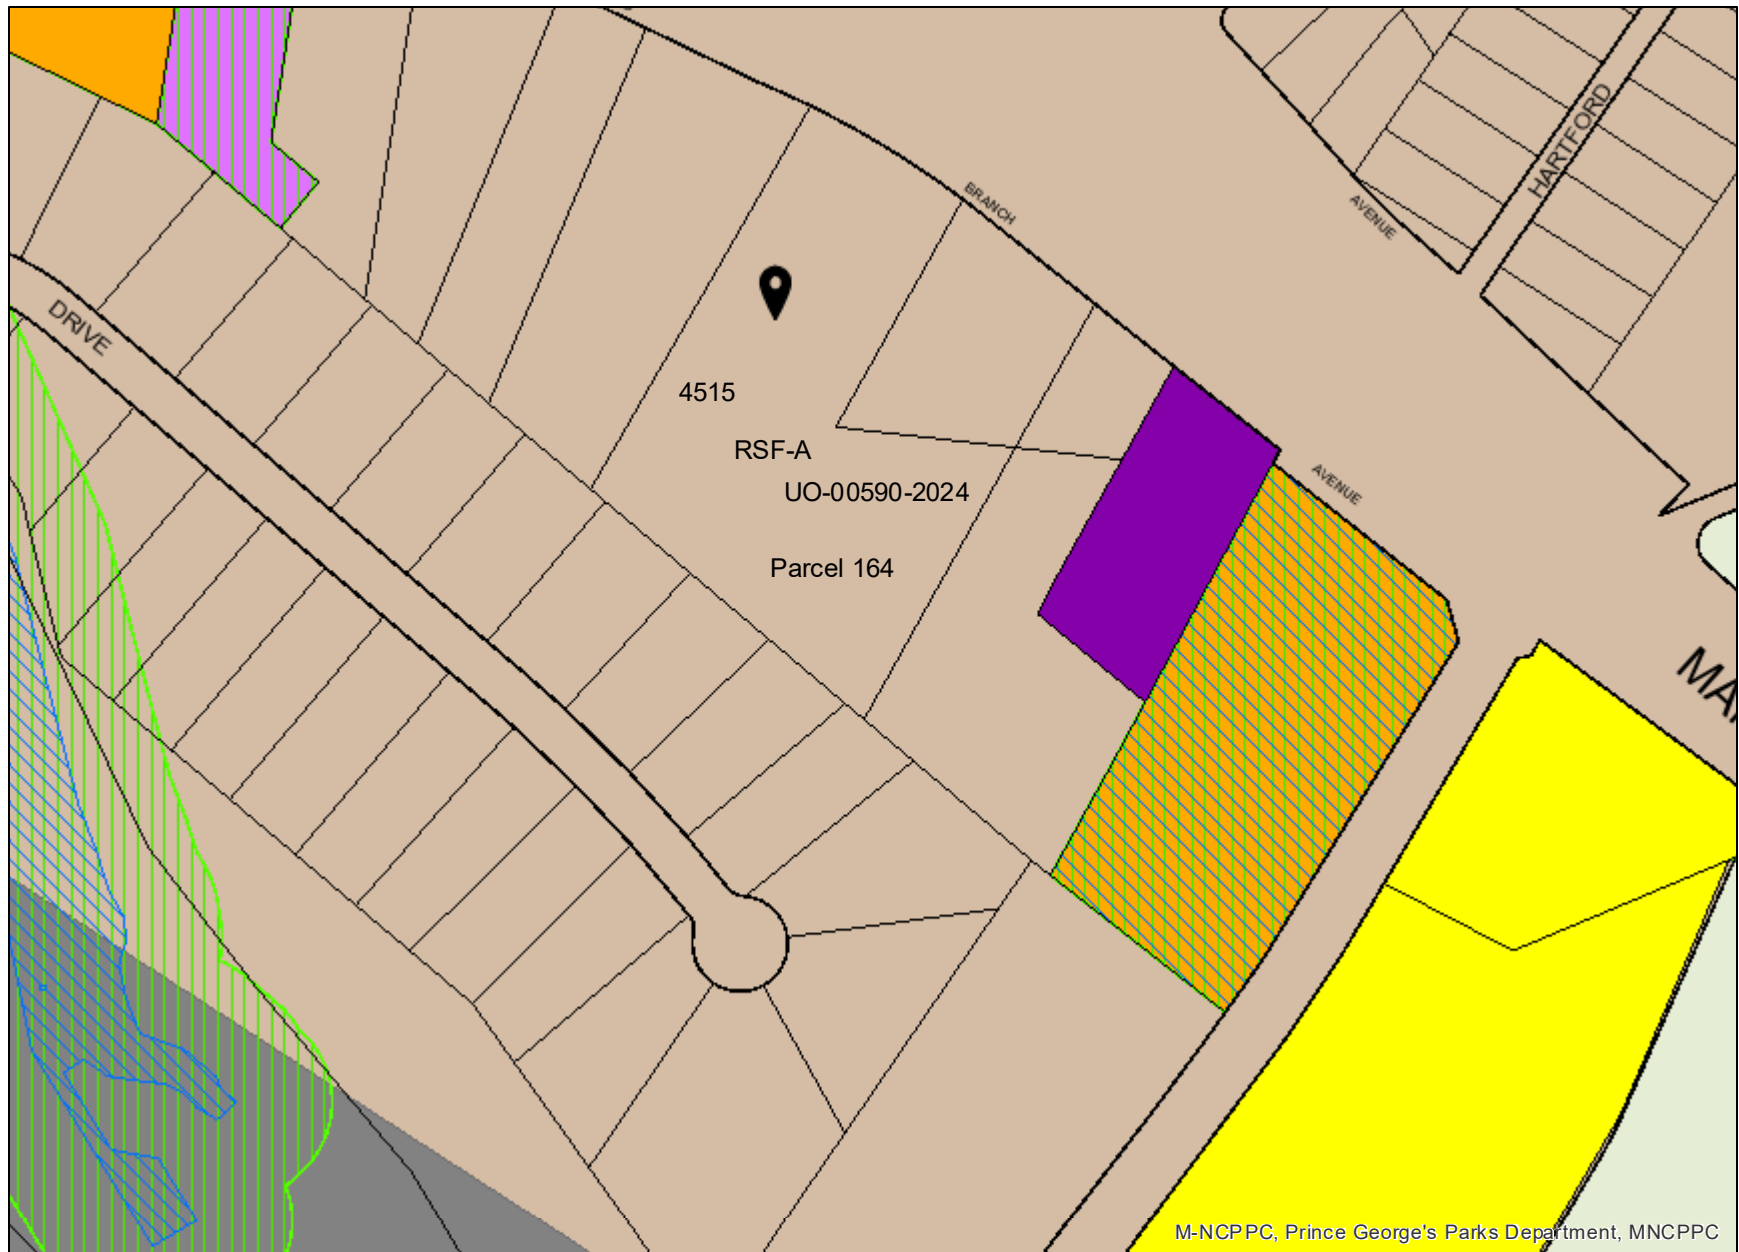 HARTFORD
BRANCH
AVENUE
DRIVE
4515
RSF-A
AVENUE
UO-00590-2024
Parcel 164
M-NCPPC, Prince George's Parks Department, MNCPPC